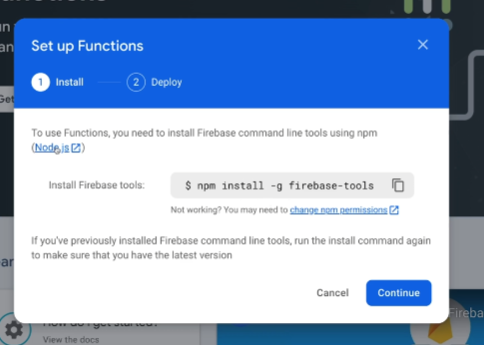 Set up Functions
1 Install
2 Deploy
Get
To use Functions, you need to install Firebase command line tools using npm
(Node.js)
Install Firebase tools:
$ npm install -g firebase-tools
Not working? You may need to change npm permissions
If you've previously installed Firebase command line tools, run the install command again
to make sure that you have the latest version
Cancel
Continue
How do I get started?
View the docs